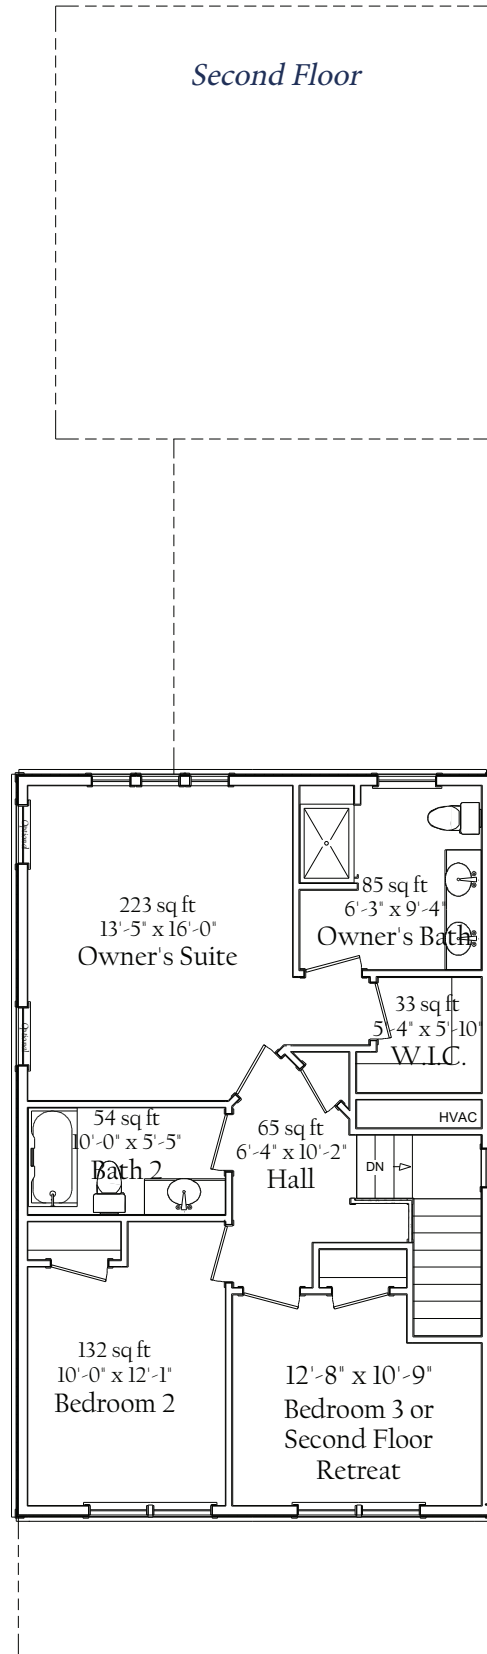 Second Floor
Optional
223 sq ft
13'-5" x 16'-0"
Owner's Suite
85 sq ft
6'-3" x 9'-4"
Owner's Bath
Optional
33 sq ft
5'-4" x 5'-10"
W.I.C.
HVAC
54 sq ft
10'-0" x 5'-5"
Bath 2
65 sq ft
6'-4" x 10'-2"
Hall
DN
132 sq ft
10'-0" x 12'-1"
Bedroom 2
12'-8" x 10'-9"
Bedroom 3 or
Second Floor
Retreat